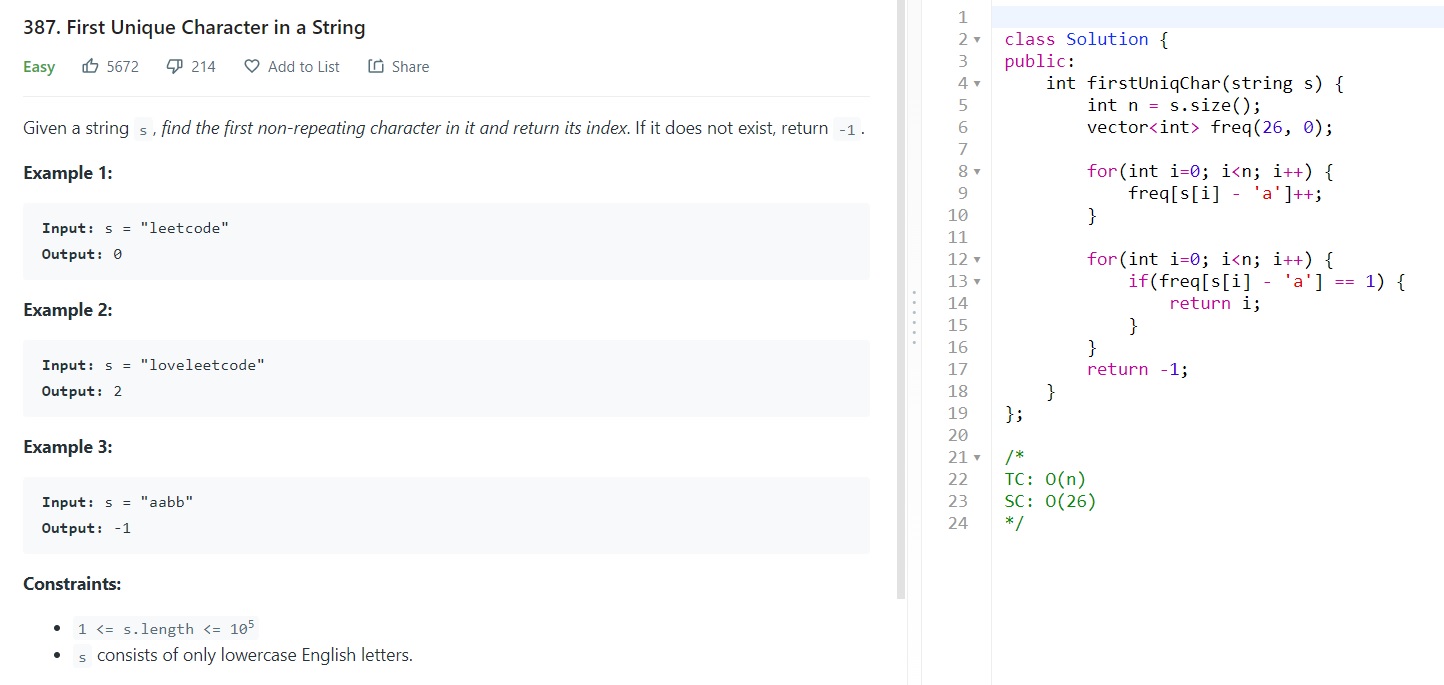 387. First Unique Character in a String
Easy 5672 214 Add to List Share
Given a string s, find the first non-repeating character in it and return its index. If it does not exist, return -1.
Example 1:
Input: s = "leetcode"
Output: 0
Example 2:
Input: s = "loveleetcode"
Output: 2
Example 3:
Input: s = "aabb"
Output: -1
Constraints:
• 1 <= s.length <= 10⁵
• s consists of only lowercase English letters.
1
2 class Solution {
3 public:
4     int firstUniqChar(string s) {
5         int n = s.size();
6         vector<int> freq(26, 0);
7
8         for(int i=0; i<n; i++) {
9             freq[s[i] - 'a']++;
10         }
11
12         for(int i=0; i<n; i++) {
13             if(freq[s[i] - 'a'] == 1) {
14                 return i;
15             }
16         }
17         return -1;
18     }
19 };
20
21 /*
22 TC: O(n)
23 SC: O(26)
24 */